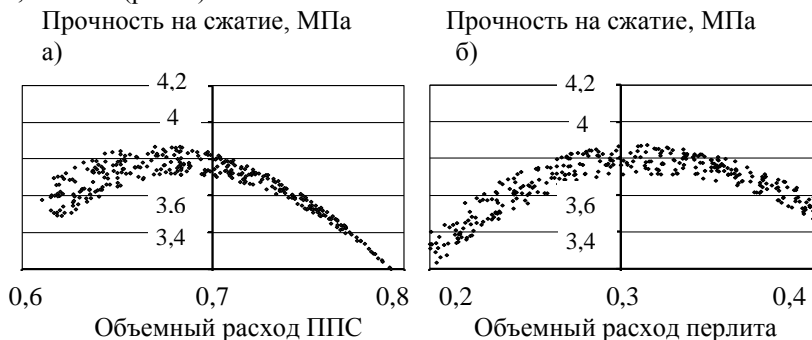 Прочность на сжатие, МПа
а)
4,2
4
3.6
3,4
0,6
0,7
0,8
Объемный расход ППС
Прочность на сжатие, МПа
б)
4,2
4
3.6
3,4
0,2
0,3
0,4
Объемный расход перлита